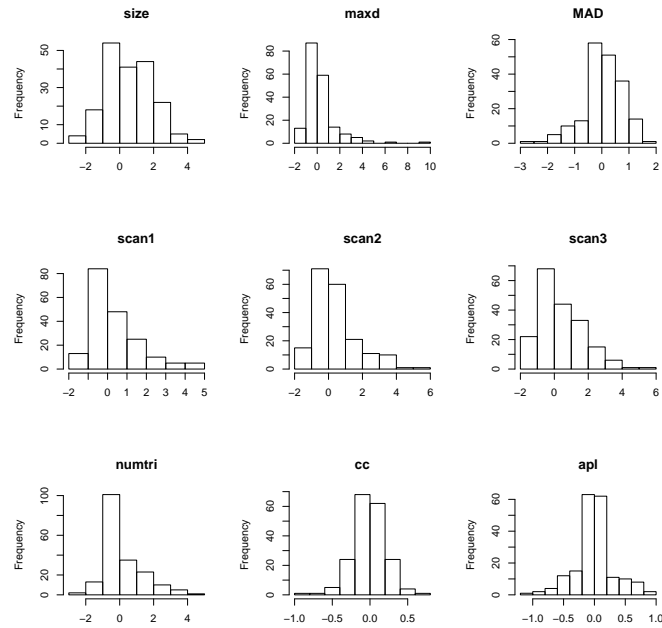 size
Frequency
0 10 30 50
−2 0 2 4
maxd
Frequency
0 20 40 60 80
−2 0 2 4 6 8 10
MAD
Frequency
0 20 40 60
−3 −2 −1 0 1 2
scan1
Frequency
0 20 40 60 80
−2 0 1 2 3 4 5
scan2
Frequency
0 20 40 60
−2 0 2 4 6
scan3
Frequency
0 20 40 60
−2 0 2 4 6
numtri
Frequency
0 20 40 60 100
−2 0 2 4
cc
Frequency
0 20 40 60
−1.0 −0.5 0.0 0.5
apl
Frequency
0 20 40 60
−1.0 −0.5 0.0 0.5 1.0